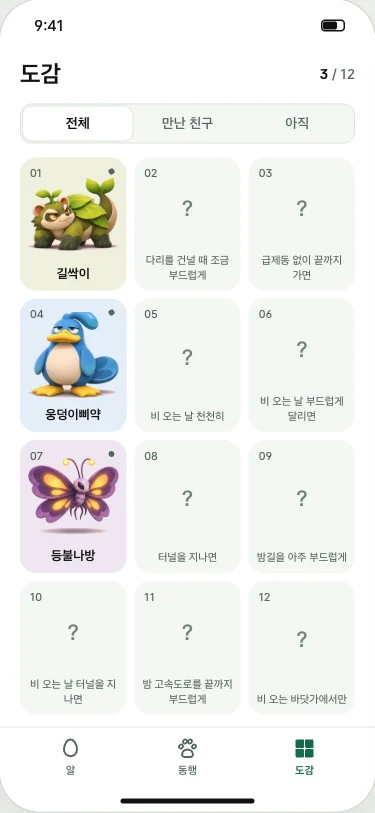 9:41
도감
3 / 12
전체
만난 친구
아직
01
길싹이
02
?
다리를 건널 때 조금
부드럽게
03
?
급제동 없이 끝까지
가면
04
웅덩이삐약
05
?
비 오는 날 천천히
06
?
비 오는 날 부드럽게
달리면
07
등불나방
08
?
터널을 지나면
09
?
밤길을 아주 부드럽게
10
?
비 오는 날 터널을 지
나면
11
?
밤 고속도로를 끝까지
부드럽게
12
?
비 오는 바닷가에서만
알
동행
도감